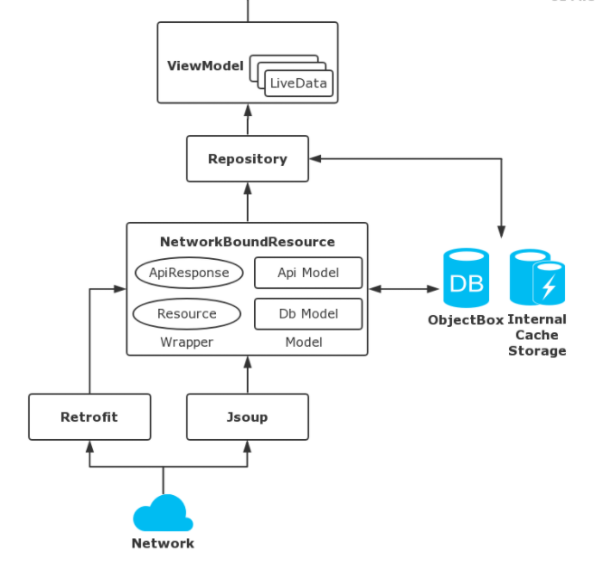 ViewModel
LiveData
Repository
NetworkBoundResource
ApiResponse
Api Model
Resource
Db Model
Wrapper
Model
DB
ObjectBox
Internal
Cache
Storage
Retrofit
Jsoup
Network